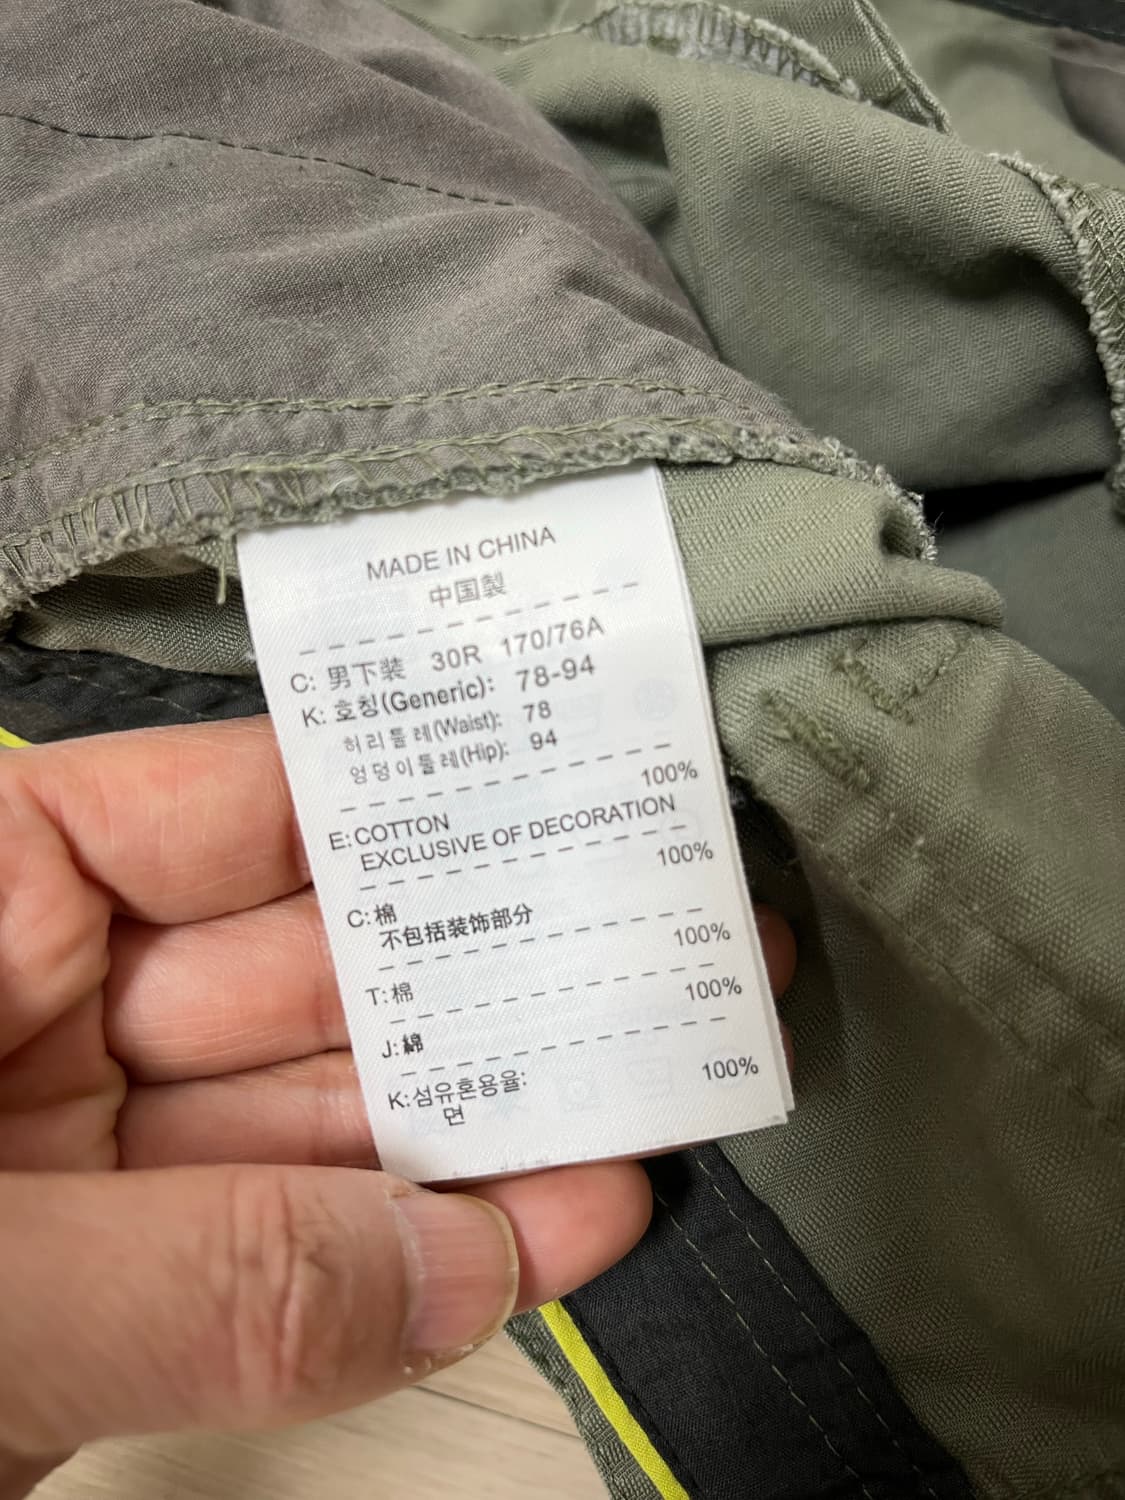 MADE IN CHINA
中国製
C: 男下装 30R 170/76A
K: 호칭(Generic): 78-94
허리둘레(Waist): 78
엉덩이둘레(Hip): 94
100%
E: COTTON
EXCLUSIVE OF DECORATION
100%
C: 棉
不包括装饰部分
100%
T: 棉
100%
J: 綿
100%
K: 섬유혼용율:
면